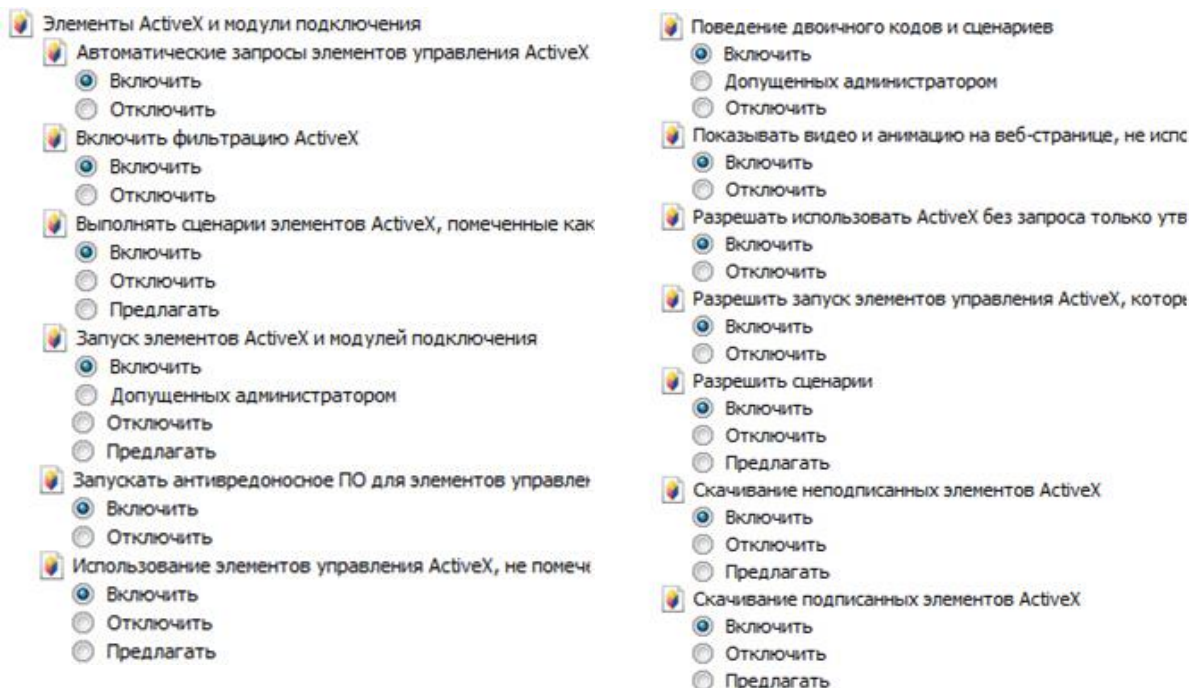 Элементы ActiveX и модули подключения
Автоматические запросы элементов управления ActiveX
Включить
Отключить
Включить фильтрацию ActiveX
Включить
Отключить
Выполнять сценарии элементов ActiveX, помеченные как
Включить
Отключить
Предлагать
Запуск элементов ActiveX и модулей подключения
Включить
Допущенных администратором
Отключить
Предлагать
Запускать антивредоносное ПО для элементов управлен
Включить
Отключить
Использование элементов управления ActiveX, не помече
Включить
Отключить
Предлагать
Поведение двоичного кодов и сценариев
Включить
Допущенных администратором
Отключить
Показывать видео и анимацию на веб-странице, не испо
Включить
Отключить
Разрешать использовать ActiveX без запроса только утв
Включить
Отключить
Разрешить запуск элементов управления ActiveX, которы
Включить
Отключить
Разрешить сценарии
Включить
Отключить
Предлагать
Скачивание неподписанных элементов ActiveX
Включить
Отключить
Предлагать
Скачивание подписанных элементов ActiveX
Включить
Отключить
Предлагать